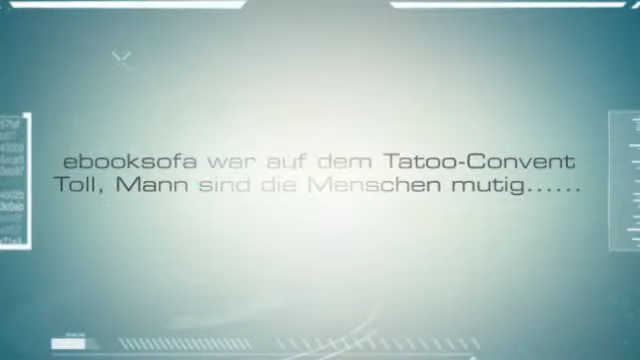 ebooksofa war auf dem Tatoo-Convent
Toll, Mann sind die Menschen mutig......